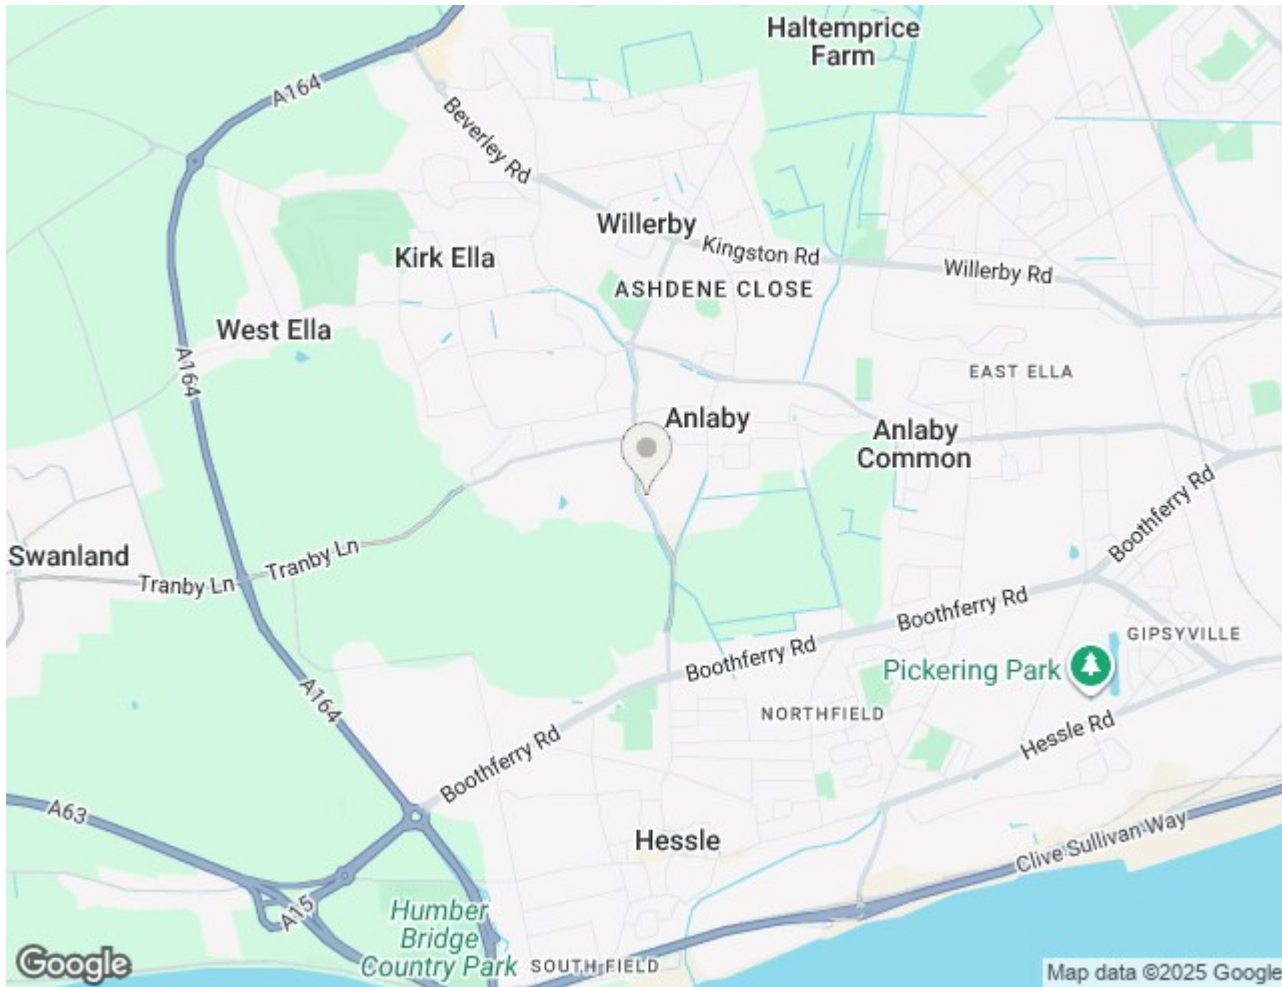 Haltemprice
Farm
A164
Beverley Rd
Willerby
Kingston Rd
Kirk Ella
Willerby Rd
ASHDENE CLOSE
West Ella
A164
EAST ELLA
Anlaby
Anlaby
Common
Boothferry Rd
Swanland
Tranby Ln
Tranby Ln
Boothferry Rd
GIPSYVILLE
Boothferry Rd
Pickering Park
A164
NORTHFIELD
Hessle Rd
Boothferry Rd
A63
Hessle
Clive Sullivan Way
A15
Humber
Bridge
Country Park
SOUTH FIELD
Google
Map data ©2025 Google